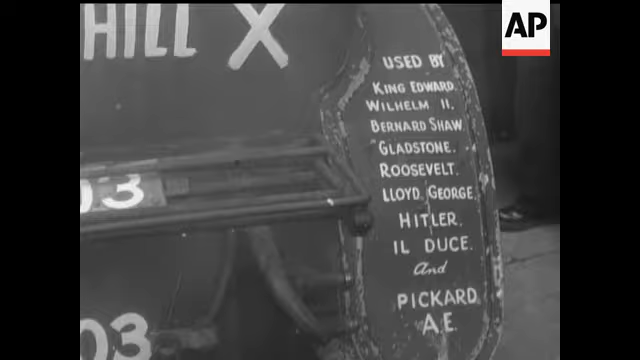 AP
HILL X
USED BY
KING EDWARD.
WILHELM II.
BERNARD SHAW
GLADSTONE.
ROOSEVELT.
LLOYD GEORGE,
HITLER,
IL DUCE.
And
PICKARD
A.E.
03
03